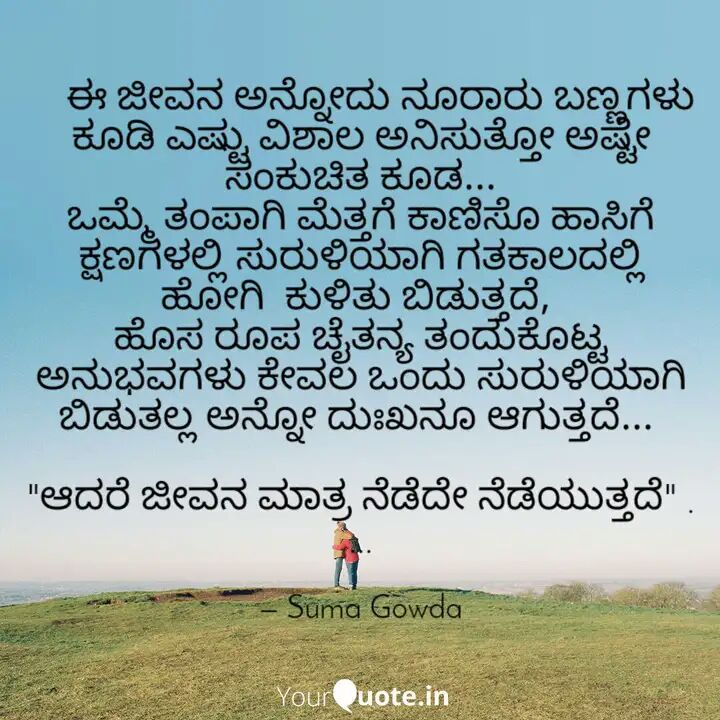 ಈ ಜೀವನ ಅನ್ನೋದು ನೂರಾರು ಬಣ್ಣಗಳು
ಕೂಡಿ ಎಷ್ಟು ವಿಶಾಲ ಅನಿಸುತ್ತೋ ಅಷ್ಟೇ
ಸಂಕುಚಿತ ಕೂಡ...
ಒಮ್ಮೆ ತಂಪಾಗಿ ಮೆತ್ತಗೆ ಕಾಣಿಸೊ ಹಾಸಿಗೆ
ಕ್ಷಣಗಳಲ್ಲಿ ಸುರುಳಿಯಾಗಿ ಗತಕಾಲದಲ್ಲಿ
ಹೋಗಿ ಕುಳಿತು ಬಿಡುತ್ತದೆ,
ಹೊಸ ರೂಪ ಚೈತನ್ಯ ತಂದುಕೊಟ್ಟ
ಅನುಭವಗಳು ಕೇವಲ ಒಂದು ಸುರುಳಿಯಾಗಿ
ಬಿಡುತಲ್ಲ ಅನ್ನೋ ದುಃಖನೂ ಆಗುತ್ತದೆ...
"ಆದರೆ ಜೀವನ ಮಾತ್ರ ನೆಡೆದೇ ನೆಡೆಯುತ್ತದೆ" .
. .
– Suma Gowda
YourQuote.in